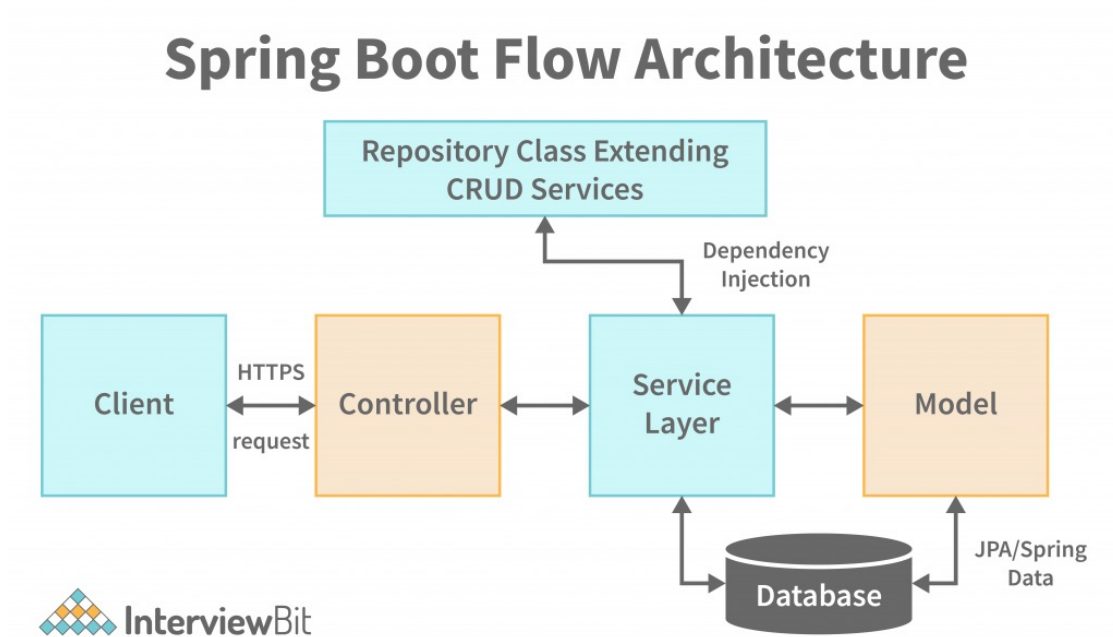 Spring Boot Flow Architecture
Repository Class Extending
CRUD Services
Dependency
Injection
Client
HTTPS
request
Controller
Service
Layer
Model
JPA/Spring
Data
Database
InterviewBit